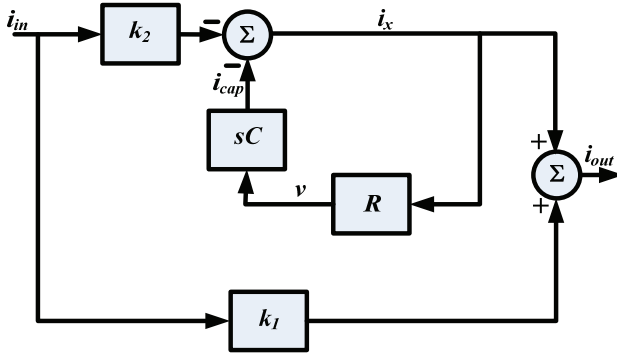 i_in
k_2
−
Σ
i_x
−
i_cap
sC
v
R
+
Σ
i_out
+
k_1